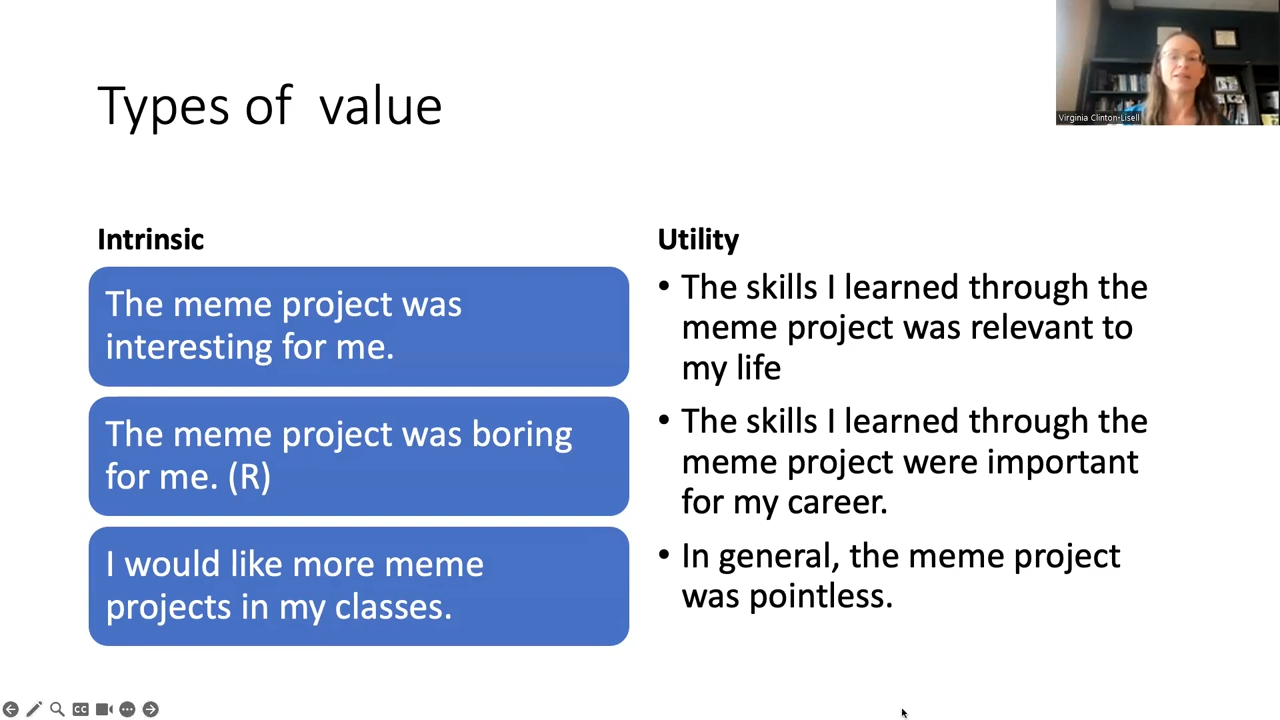 Types of value
Virginia Clinton-Lisell
Intrinsic
The meme project was
interesting for me.
The meme project was boring
for me. (R)
I would like more meme
projects in my classes.
Utility
• The skills I learned through the
meme project was relevant to
my life
• The skills I learned through the
meme project were important
for my career.
• In general, the meme project
was pointless.
CC